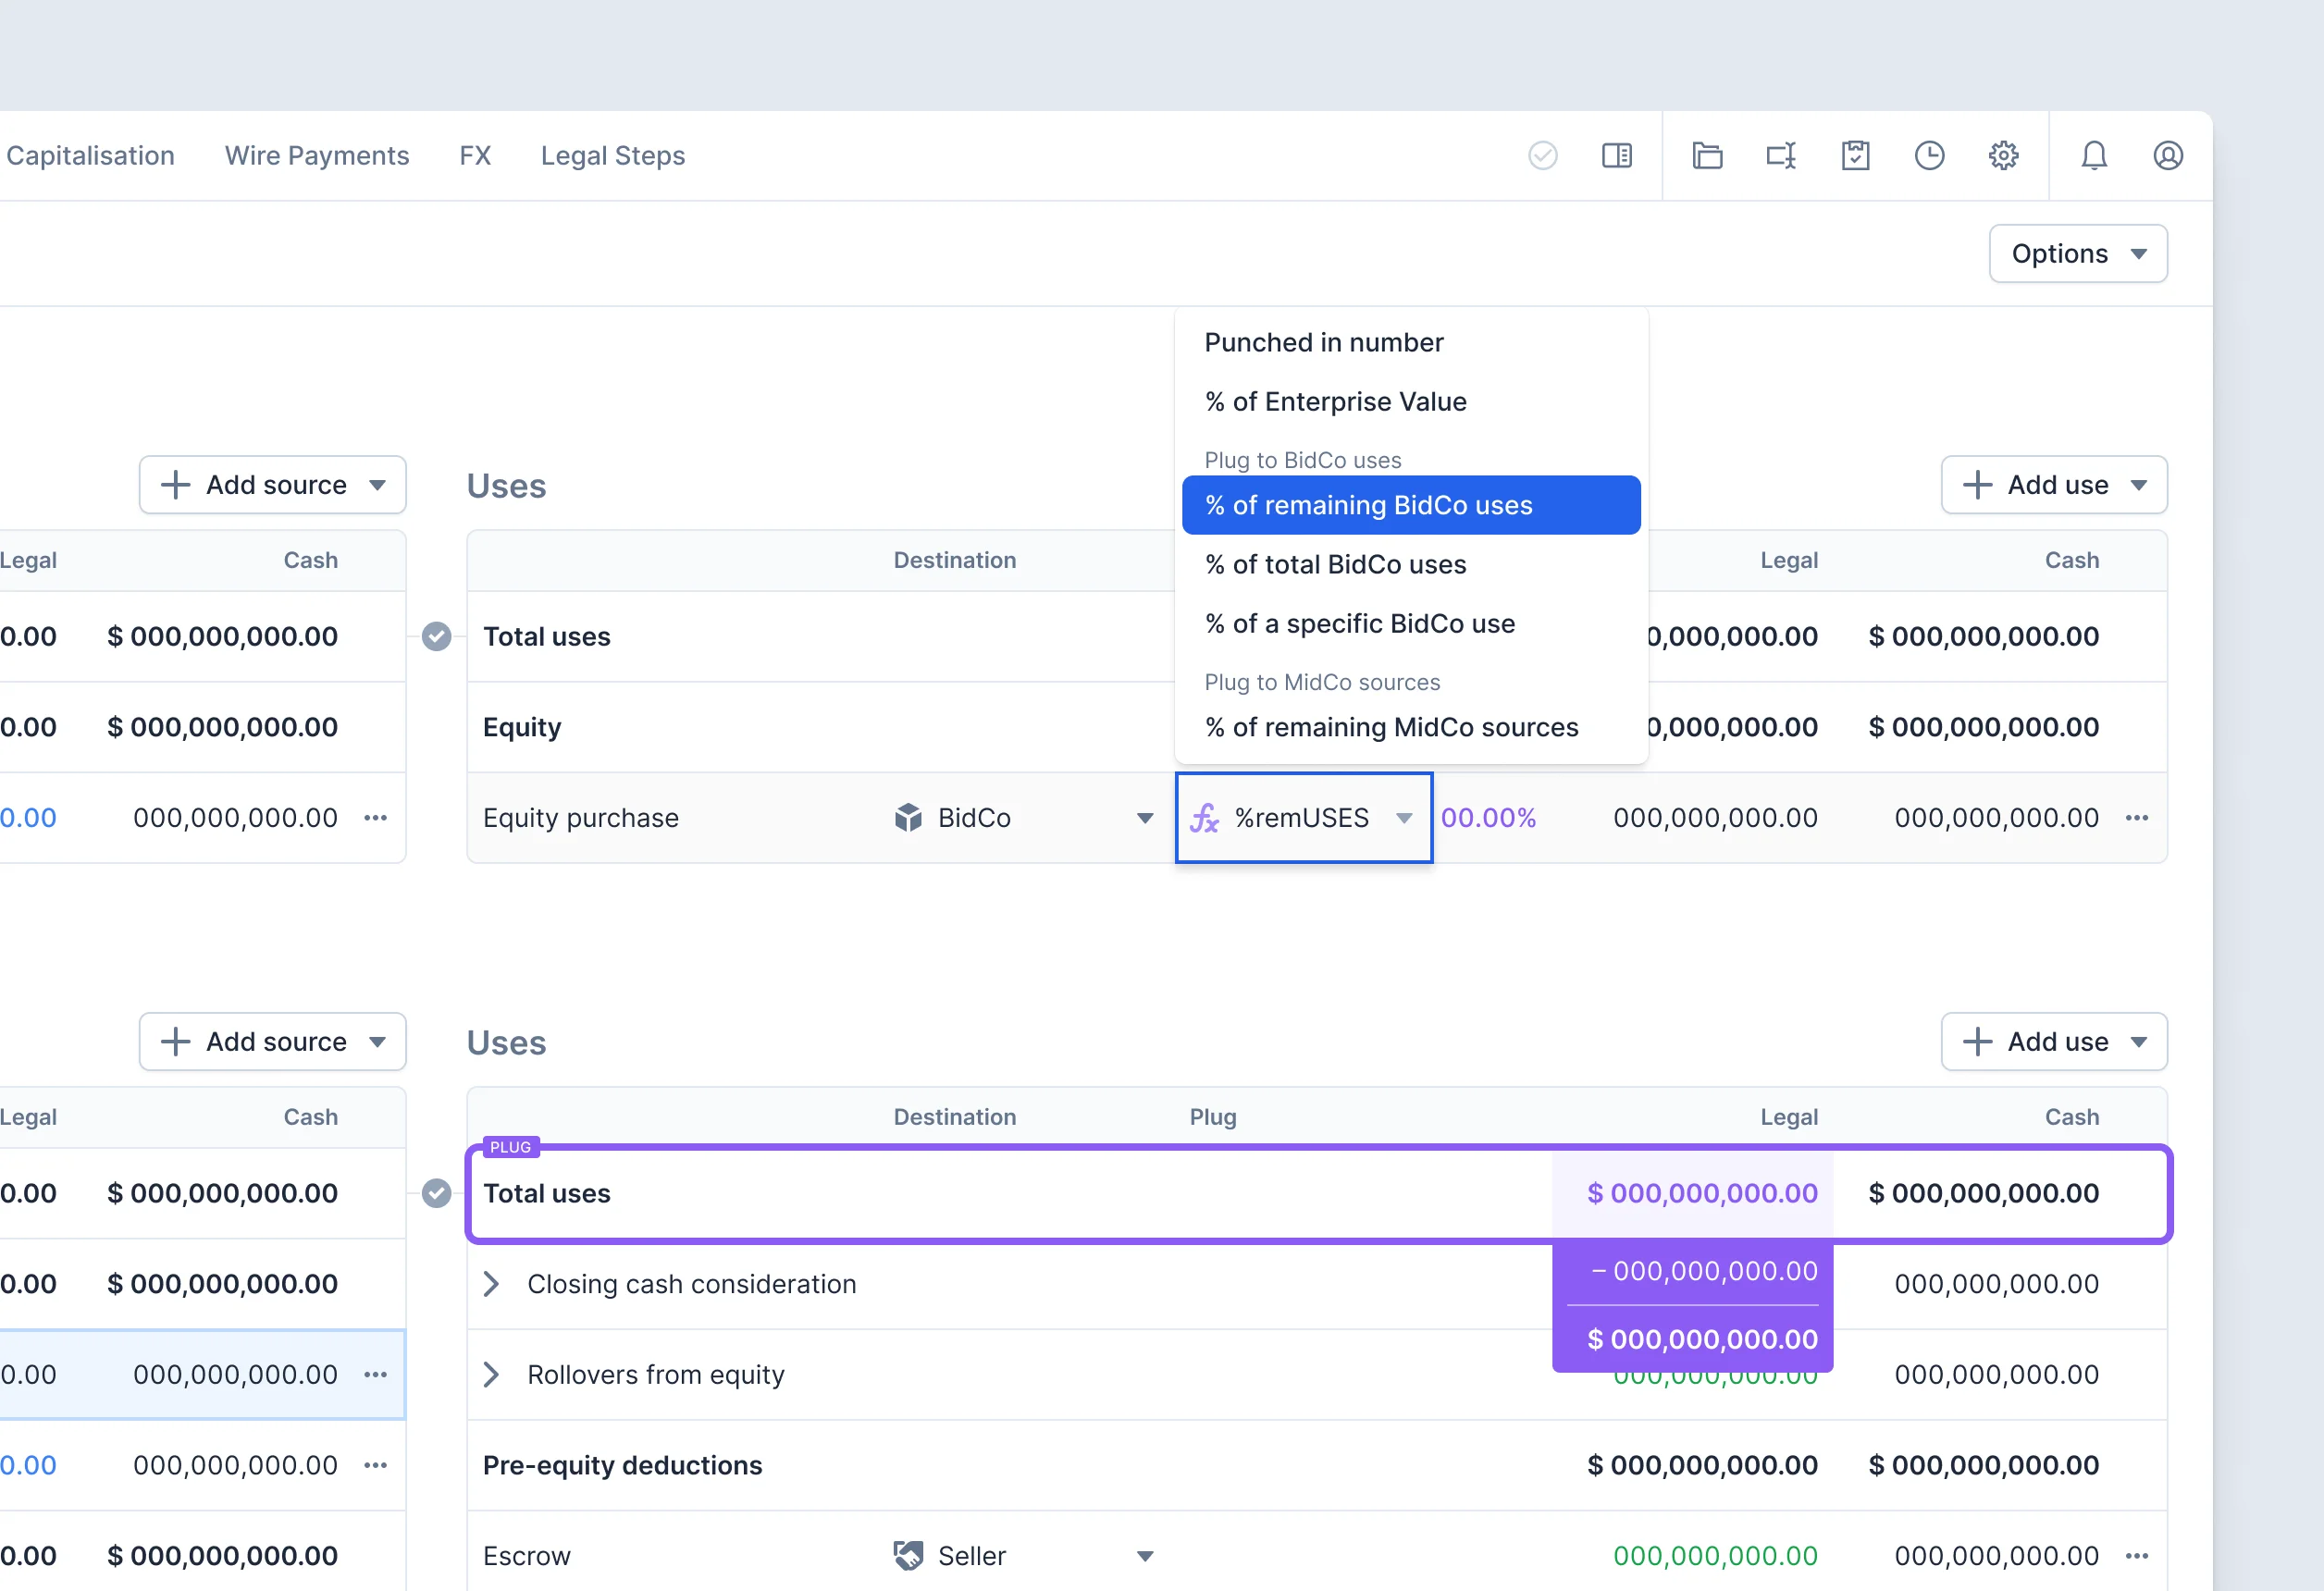 Capitalisation Wire Payments FX Legal Steps
Options
Punched in number
% of Enterprise Value
Plug to BidCo uses
% of remaining BidCo uses
% of total BidCo uses
% of a specific BidCo use
Plug to MidCo sources
% of remaining MidCo sources
Add source Uses Add use
Legal Cash Destination Legal Cash
0.00 $ 000,000,000.00 Total uses 0,000,000.00 $ 000,000,000.00
0.00 $ 000,000,000.00 Equity 0,000,000.00 $ 000,000,000.00
0.00 000,000,000.00 ••• Equity purchase BidCo fx %remUSES 00.00% 000,000,000.00 000,000,000.00 •••
Add source Uses Add use
Legal Cash Destination Plug Legal Cash
PLUG
0.00 $ 000,000,000.00 Total uses $ 000,000,000.00 $ 000,000,000.00
– 000,000,000.00
0.00 $ 000,000,000.00 Closing cash consideration 000,000,000.00
$ 000,000,000.00
0.00 000,000,000.00 ••• Rollovers from equity 000,000,000.00 000,000,000.00
0.00 000,000,000.00 ••• Pre-equity deductions $ 000,000,000.00 $ 000,000,000.00
0.00 $ 000,000,000.00 Escrow Seller 000,000,000.00 000,000,000.00 •••